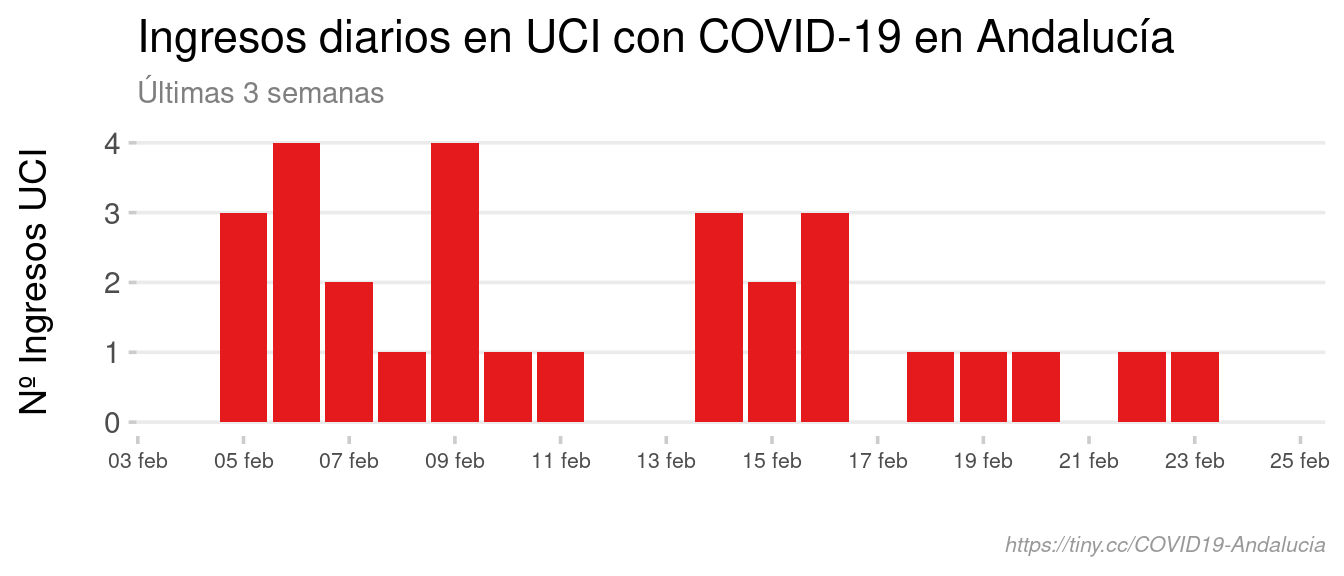 Ingresos diarios en UCI con COVID-19 en Andalucía
Últimas 3 semanas
Nº Ingresos UCI
4
3
2
1
0
03 feb 05 feb 07 feb 09 feb 11 feb 13 feb 15 feb 17 feb 19 feb 21 feb 23 feb 25 feb
https://tiny.cc/COVID19-Andalucia